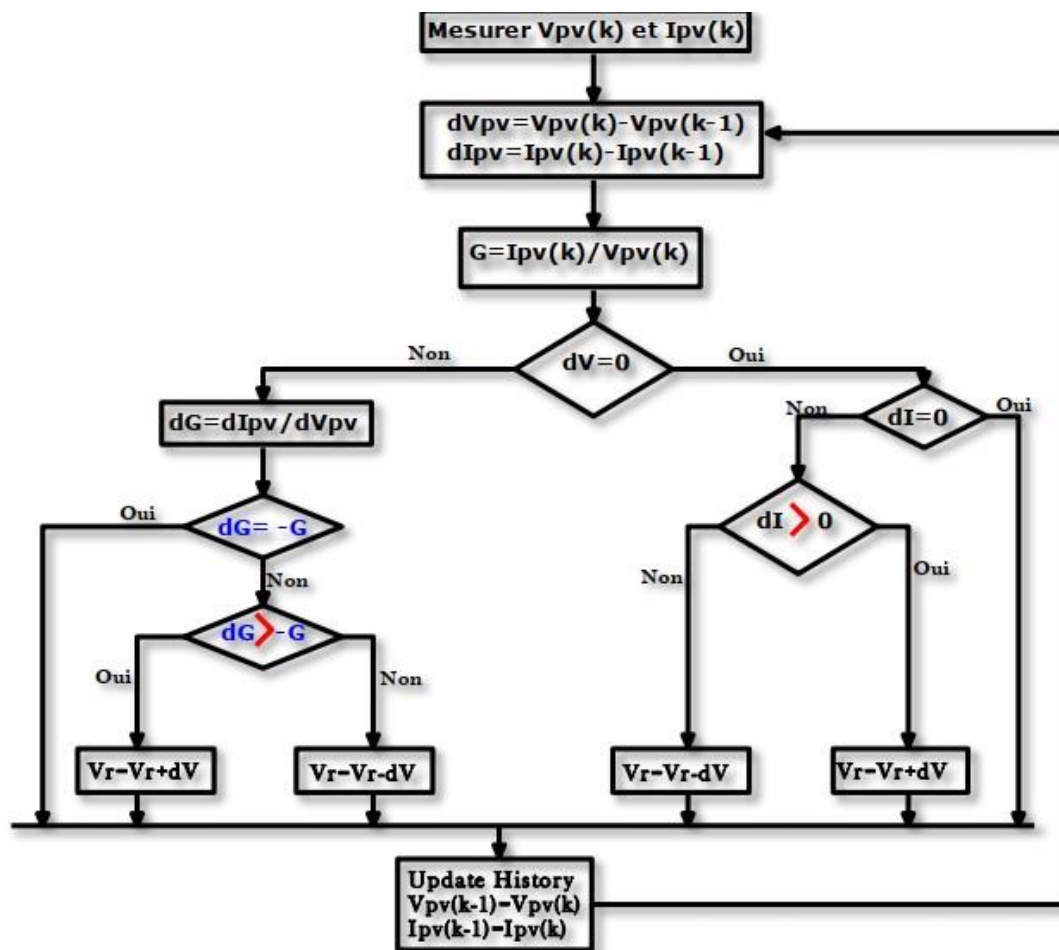 Mesurer Vpv(k) et Ipv(k)
dVpv=Vpv(k)-Vpv(k-1)
dIpv=Ipv(k)-Ipv(k-1)
G=Ipv(k)/Vpv(k)
Non
dV=0
Oui
dG=dIpv/dVpv
Non
dI=0
Oui
Oui
dG= -G
dI > 0
Non
Non
Oui
dG>-G
Oui
Non
Vr=Vr+dV
Vr=Vr-dV
Vr=Vr-dV
Vr=Vr+dV
Update History
Vpv(k-1)=Vpv(k)
Ipv(k-1)=Ipv(k)